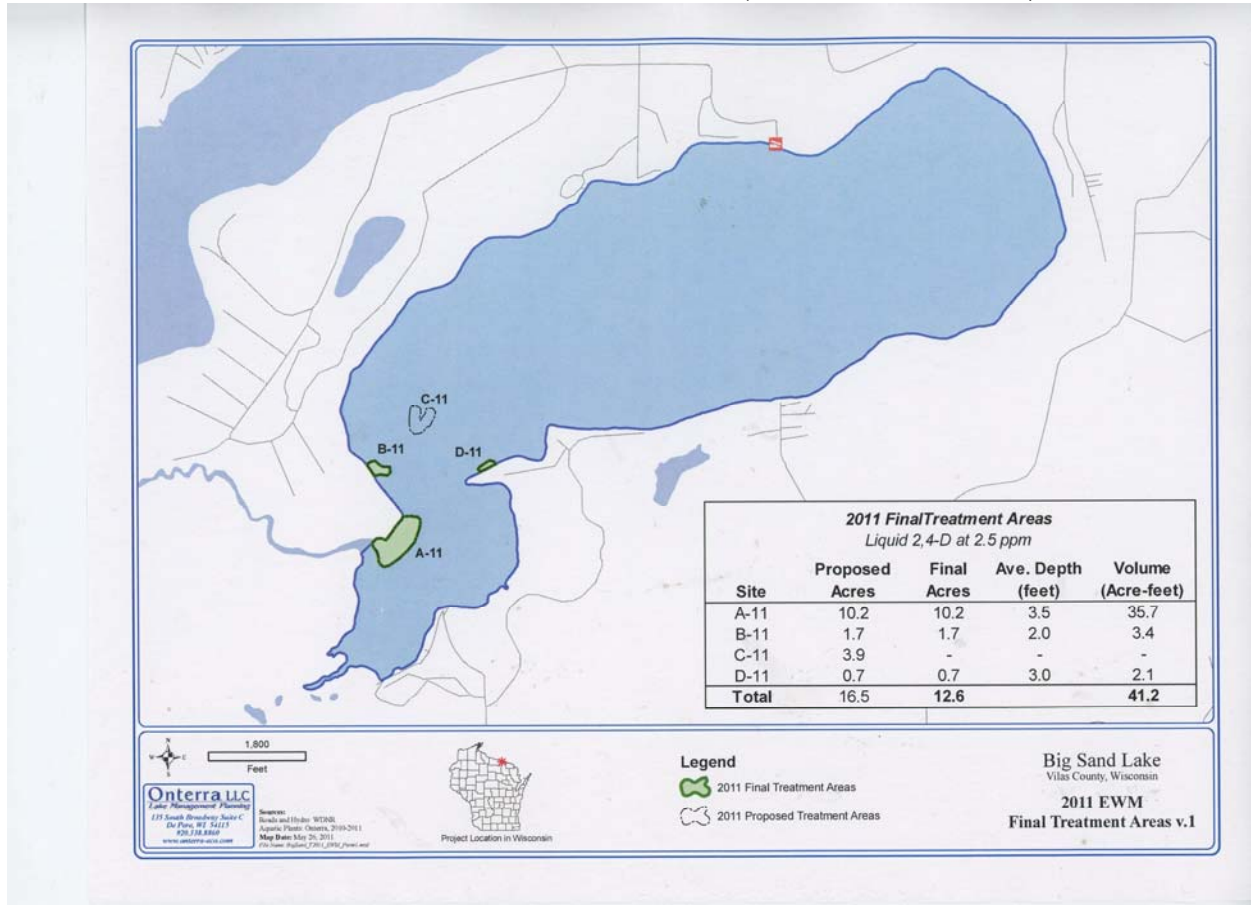 C-11
B-11
D-11
A-11
2011 FinalTreatment Areas
Liquid 2,4-D at 2.5 ppm
Site Proposed Acres Final Acres Ave. Depth (feet) Volume (Acre-feet)
A-11 10.2 10.2 3.5 35.7
B-11 1.7 1.7 2.0 3.4
C-11 3.9 - - -
D-11 0.7 0.7 3.0 2.1
Total 16.5 12.6 41.2
N
W E
S
1,800
Feet
Onterra LLC
Lake Management Planning
135 South Broadway Suite C
De Pere, WI 54115
920.338.8860
www.onterra-eco.com
Sources:
Roads and Hydro: WDNR
Aquatic Plants: Onterra, 2010-2011
Map Date: May 26, 2011
Project Location in Wisconsin
Legend
2011 Final Treatment Areas
2011 Proposed Treatment Areas
Big Sand Lake
Vilas County, Wisconsin
2011 EWM
Final Treatment Areas v.1